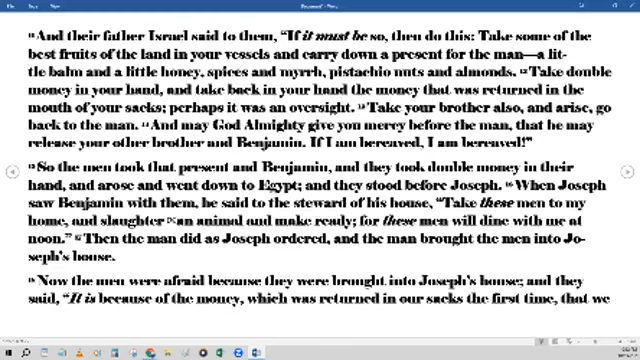 11 And their father Israel said to them, “If it must be so, then do this: Take some of the
best fruits of the land in your vessels and carry down a present for the man—a lit-
tle balm and a little honey, spices and myrrh, pistachio nuts and almonds. 12 Take double
money in your hand, and take back in your hand the money that was returned in the
mouth of your sacks; perhaps it was an oversight. 13 Take your brother also, and arise, go
back to the man. 14 And may God Almighty give you mercy before the man, that he may
release your other brother and Benjamin. If I am bereaved, I am bereaved!”
15 So the men took that present and Benjamin, and they took double money in their
hand, and arose and went down to Egypt; and they stood before Joseph. 16 When Joseph
saw Benjamin with them, he said to the steward of his house, “Take these men to my
home, and slaughter an animal and make ready; for these men will dine with me at
noon.” 17 Then the man did as Joseph ordered, and the man brought the men into Jo-
seph’s house.
18 Now the men were afraid because they were brought into Joseph’s house; and they
said, “It is because of the money, which was returned in our sacks the first time, that we